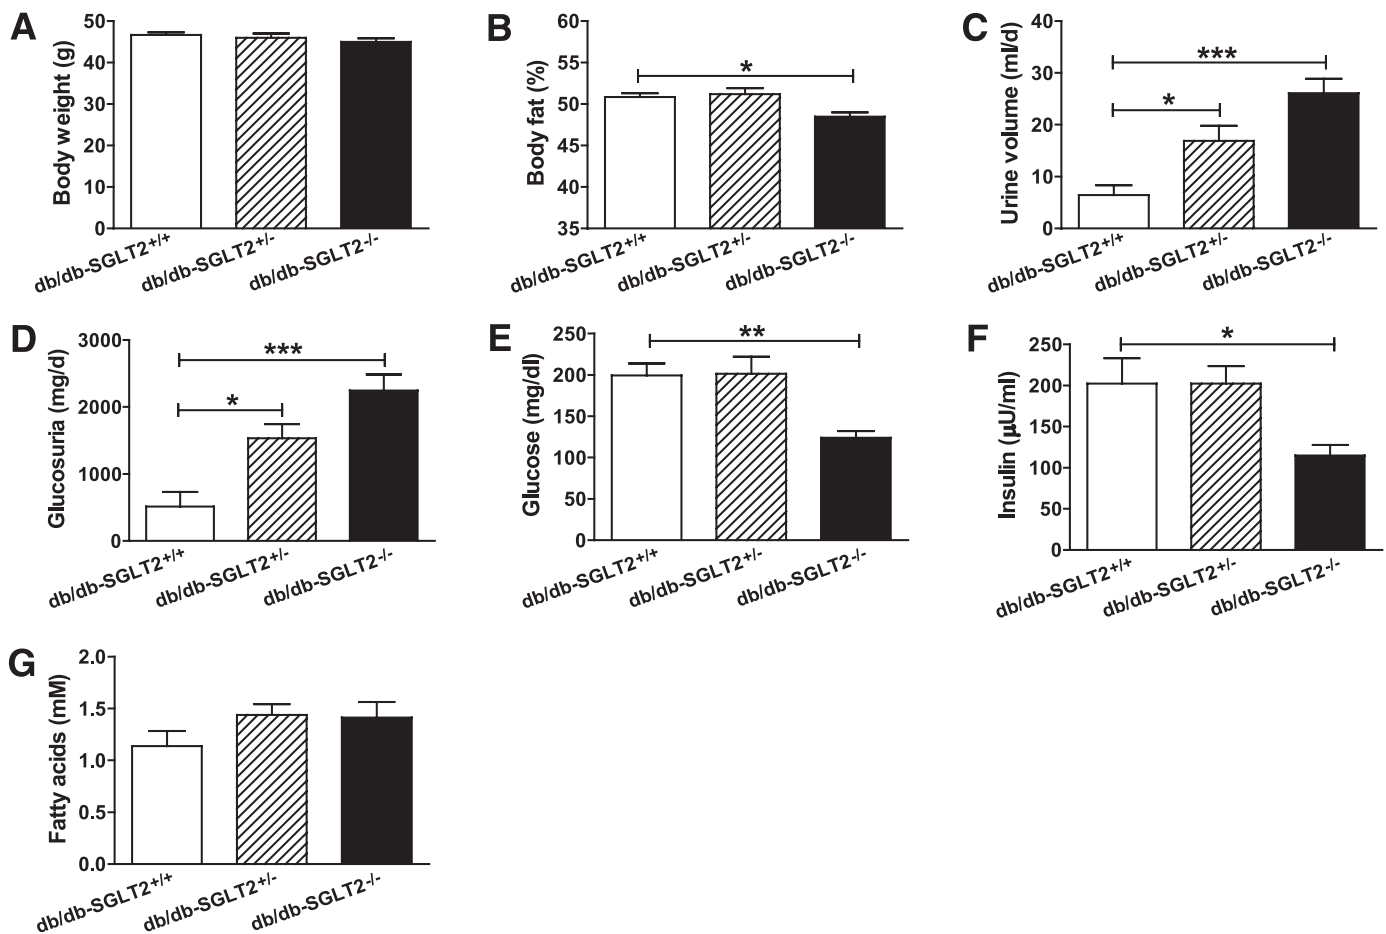 A
Body weight (g)
50
40
30
20
10
0
db/db-SGLT2+/+
db/db-SGLT2+/-
db/db-SGLT2-/-
B
Body fat (%)
60
55
50
45
40
35
*
db/db-SGLT2+/+
db/db-SGLT2+/-
db/db-SGLT2-/-
C
Urine volume (ml/d)
40
30
20
10
0
***
*
db/db-SGLT2+/+
db/db-SGLT2+/-
db/db-SGLT2-/-
D
Glucosuria (mg/d)
3000
2000
1000
0
***
*
db/db-SGLT2+/+
db/db-SGLT2+/-
db/db-SGLT2-/-
E
Glucose (mg/dl)
250
200
150
100
50
0
**
db/db-SGLT2+/+
db/db-SGLT2+/-
db/db-SGLT2-/-
F
Insulin (µU/ml)
250
200
150
100
50
0
*
db/db-SGLT2+/+
db/db-SGLT2+/-
db/db-SGLT2-/-
G
Fatty acids (mM)
2.0
1.5
1.0
0.5
0.0
db/db-SGLT2+/+
db/db-SGLT2+/-
db/db-SGLT2-/-